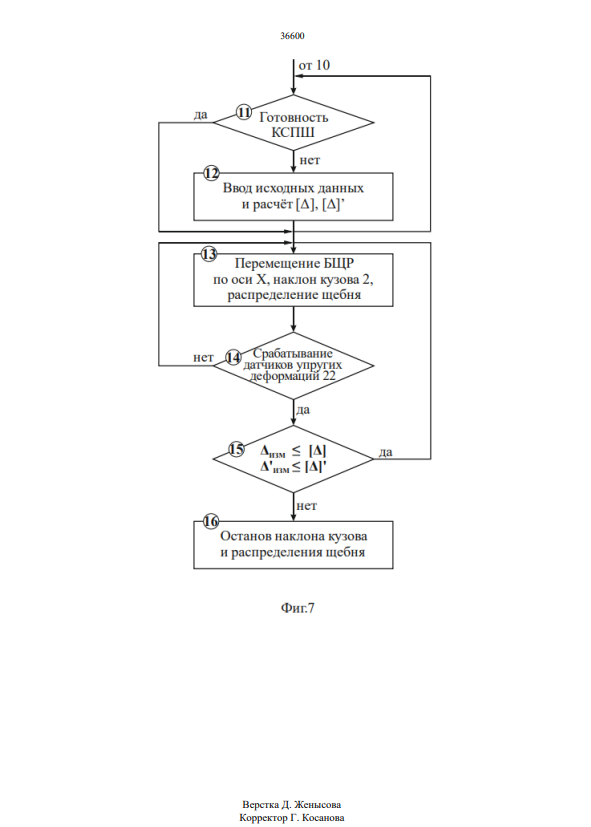 36600
от 10
да
11
Готовность
КСПШ
нет
12
Ввод исходных данных
и расчёт [Δ], [Δ]’
13
Перемещение БЩР
по оси X, наклон кузова 2,
распределение щебня
нет
14
Срабатывание
датчиков упругих
деформаций 22
да
15
Δизм ≤ [Δ]
Δ'изм ≤ [Δ]'
да
нет
16
Останов наклона кузова
и распределения щебня
Фиг.7
Верстка Д. Женысова
Корректор Г. Косанова